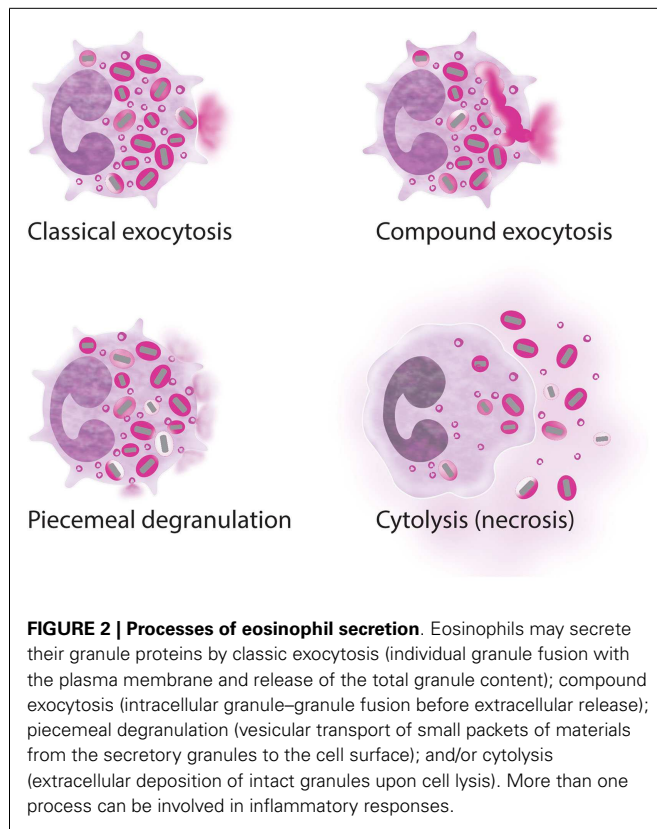 Classical exocytosis
Compound exocytosis
Piecemeal degranulation
Cytolysis (necrosis)
FIGURE 2 | Processes of eosinophil secretion. Eosinophils may secrete
their granule proteins by classic exocytosis (individual granule fusion with
the plasma membrane and release of the total granule content); compound
exocytosis (intracellular granule–granule fusion before extracellular release);
piecemeal degranulation (vesicular transport of small packets of materials
from the secretory granules to the cell surface); and/or cytolysis
(extracellular deposition of intact granules upon cell lysis). More than one
process can be involved in inflammatory responses.